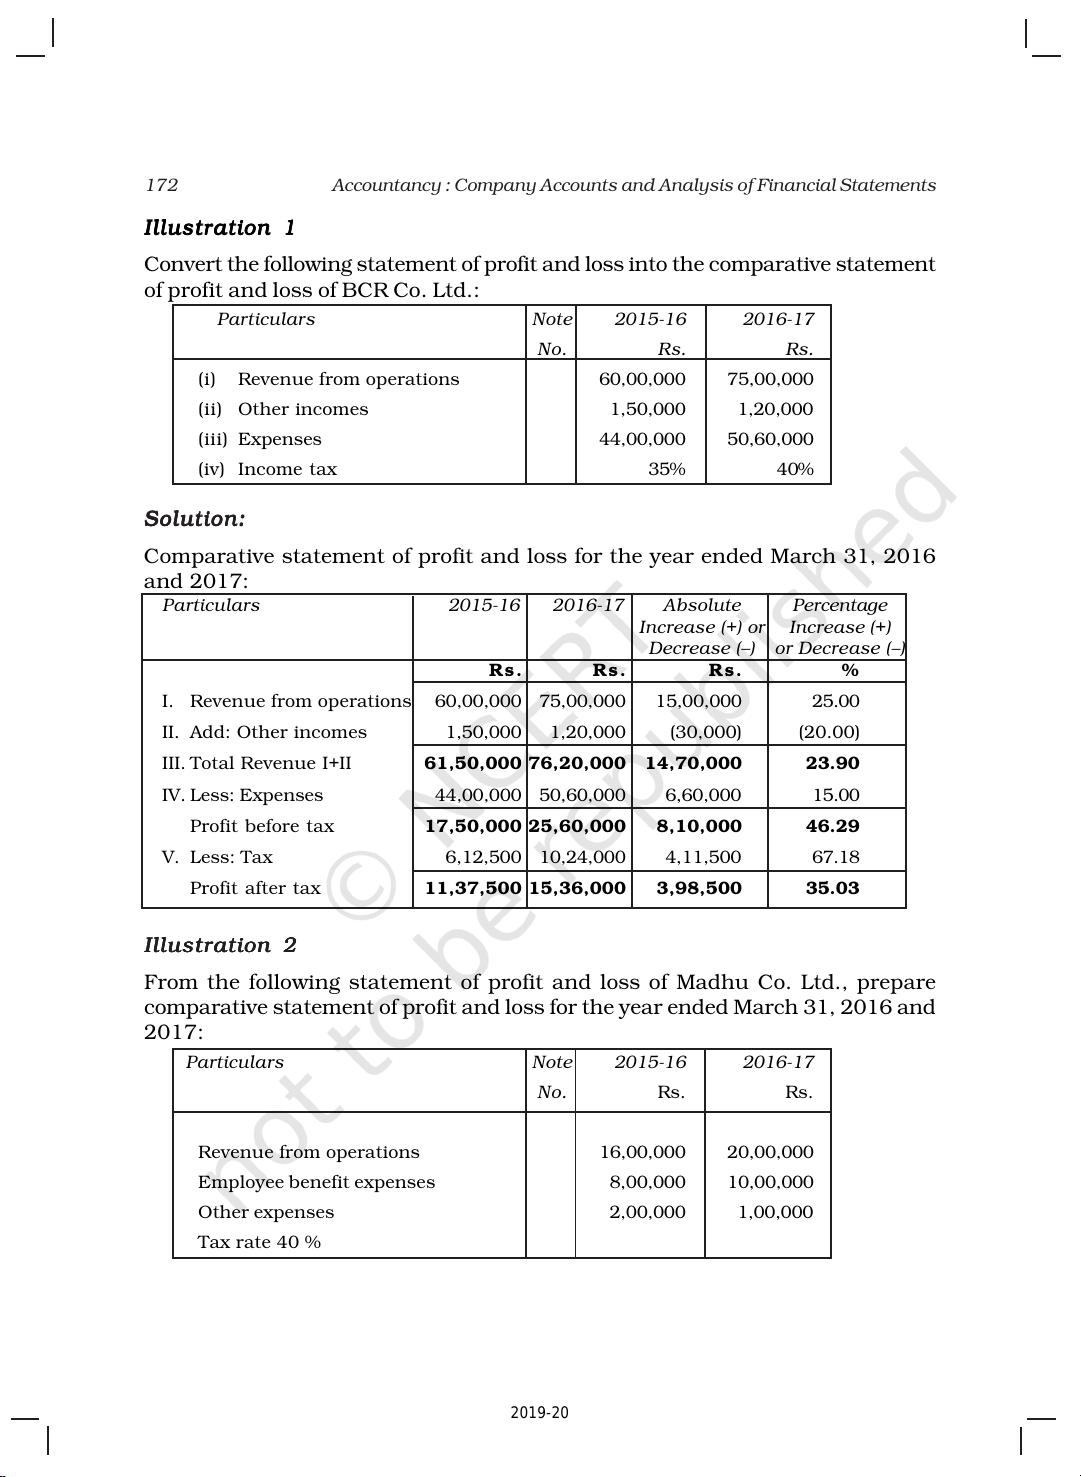 172 Accountancy : Company Accounts and Analysis of Financial Statements
Illustration 1
Convert the following statement of profit and loss into the comparative statement
of profit and loss of BCR Co. Ltd.:
Particulars Note 2015-16 2016-17
No. Rs. Rs.
(i) Revenue from operations 60,00,000 75,00,000
(ii) Other incomes 1,50,000 1,20,000
(iii) Expenses 44,00,000 50,60,000
(iv) Income tax 35% 40%
Solution:
Comparative statement of profit and loss for the year ended March 31, 2016
and 2017:
Particulars 2015-16 2016-17 Absolute Percentage
Increase (+) or Increase (+)
Decrease (–) or Decrease (–)
Rs. Rs. Rs. %
I. Revenue from operations 60,00,000 75,00,000 15,00,000 25.00
II. Add: Other incomes 1,50,000 1,20,000 (30,000) (20.00)
III. Total Revenue I+II 61,50,000 76,20,000 14,70,000 23.90
IV. Less: Expenses 44,00,000 50,60,000 6,60,000 15.00
Profit before tax 17,50,000 25,60,000 8,10,000 46.29
V. Less: Tax 6,12,500 10,24,000 4,11,500 67.18
Profit after tax 11,37,500 15,36,000 3,98,500 35.03
Illustration 2
From the following statement of profit and loss of Madhu Co. Ltd., prepare
comparative statement of profit and loss for the year ended March 31, 2016 and
2017:
Particulars Note 2015-16 2016-17
No. Rs. Rs.
Revenue from operations 16,00,000 20,00,000
Employee benefit expenses 8,00,000 10,00,000
Other expenses 2,00,000 1,00,000
Tax rate 40 %
2019-20
© NCERT
not to be republished